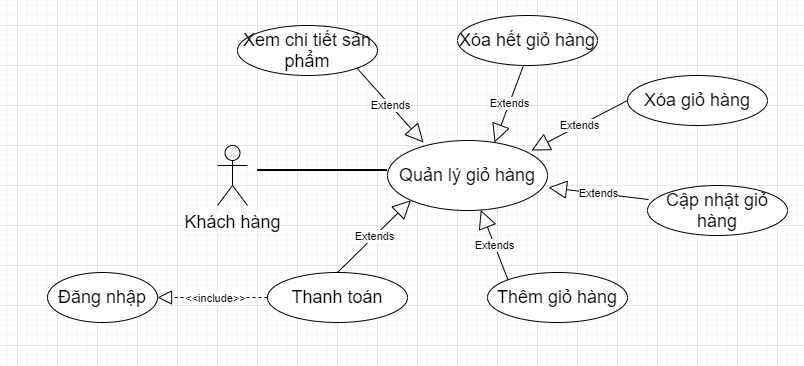 Xem chi tiết sản
phẩm
Xóa hết giỏ hàng
Extends
Extends
Xóa giỏ hàng
Extends
Quản lý giỏ hàng
Khách hàng
Extends
Cập nhật giỏ
hàng
Extends
Extends
Đăng nhập
<<include>>
Thanh toán
Thêm giỏ hàng